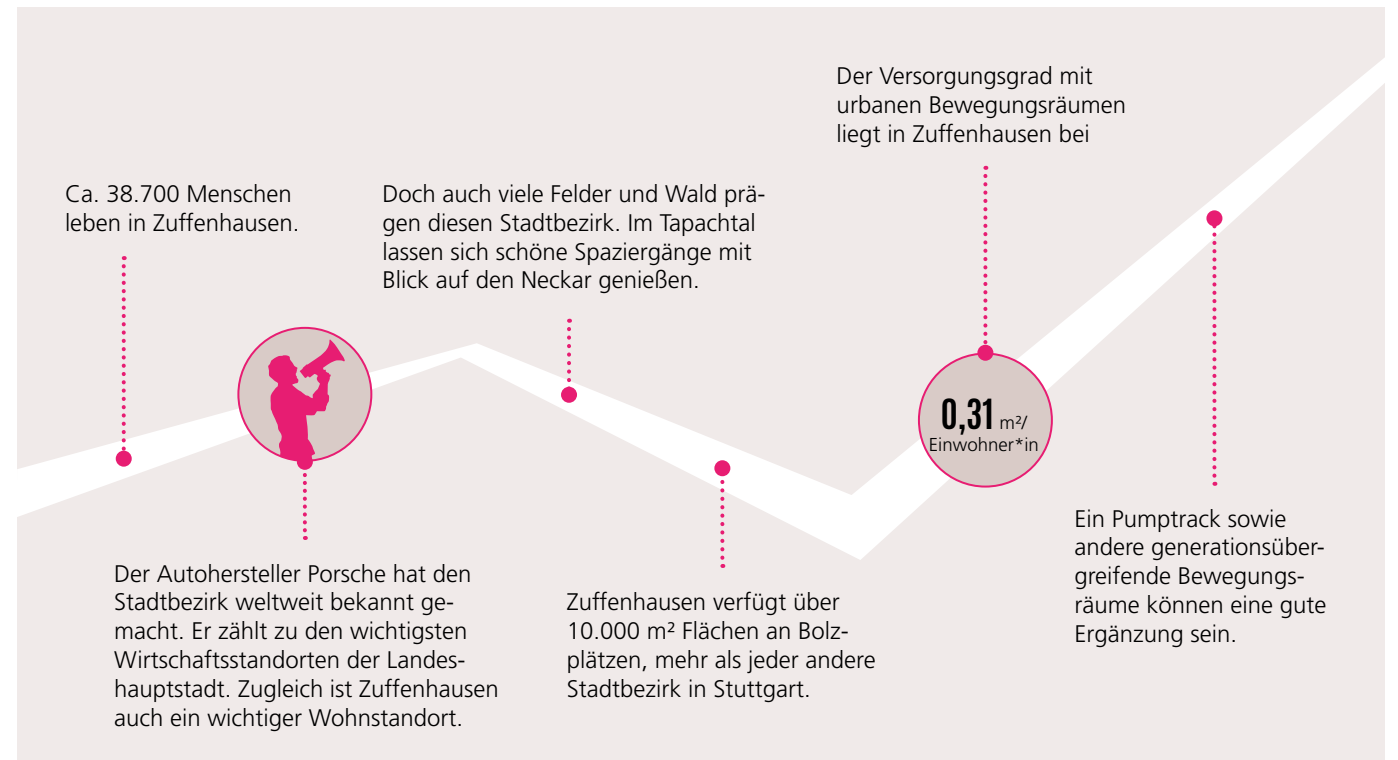 Ca. 38.700 Menschen
leben in Zuffenhausen.
Der Autohersteller Porsche hat den
Stadtbezirk weltweit bekannt ge-
macht. Er zählt zu den wichtigsten
Wirtschaftsstandorten der Landes-
hauptstadt. Zugleich ist Zuffenhausen
auch ein wichtiger Wohnstandort.
Doch auch viele Felder und Wald prä-
gen diesen Stadtbezirk. Im Tapachtal
lassen sich schöne Spaziergänge mit
Blick auf den Neckar genießen.
Zuffenhausen verfügt über
10.000 m² Flächen an Bolz-
plätzen, mehr als jeder andere
Stadtbezirk in Stuttgart.
Der Versorgungsgrad mit
urbanen Bewegungsräumen
liegt in Zuffenhausen bei
0,31 m²/
Einwohner*in
Ein Pumptrack sowie
andere generationsüber-
greifende Bewegungs-
räume können eine gute
Ergänzung sein.